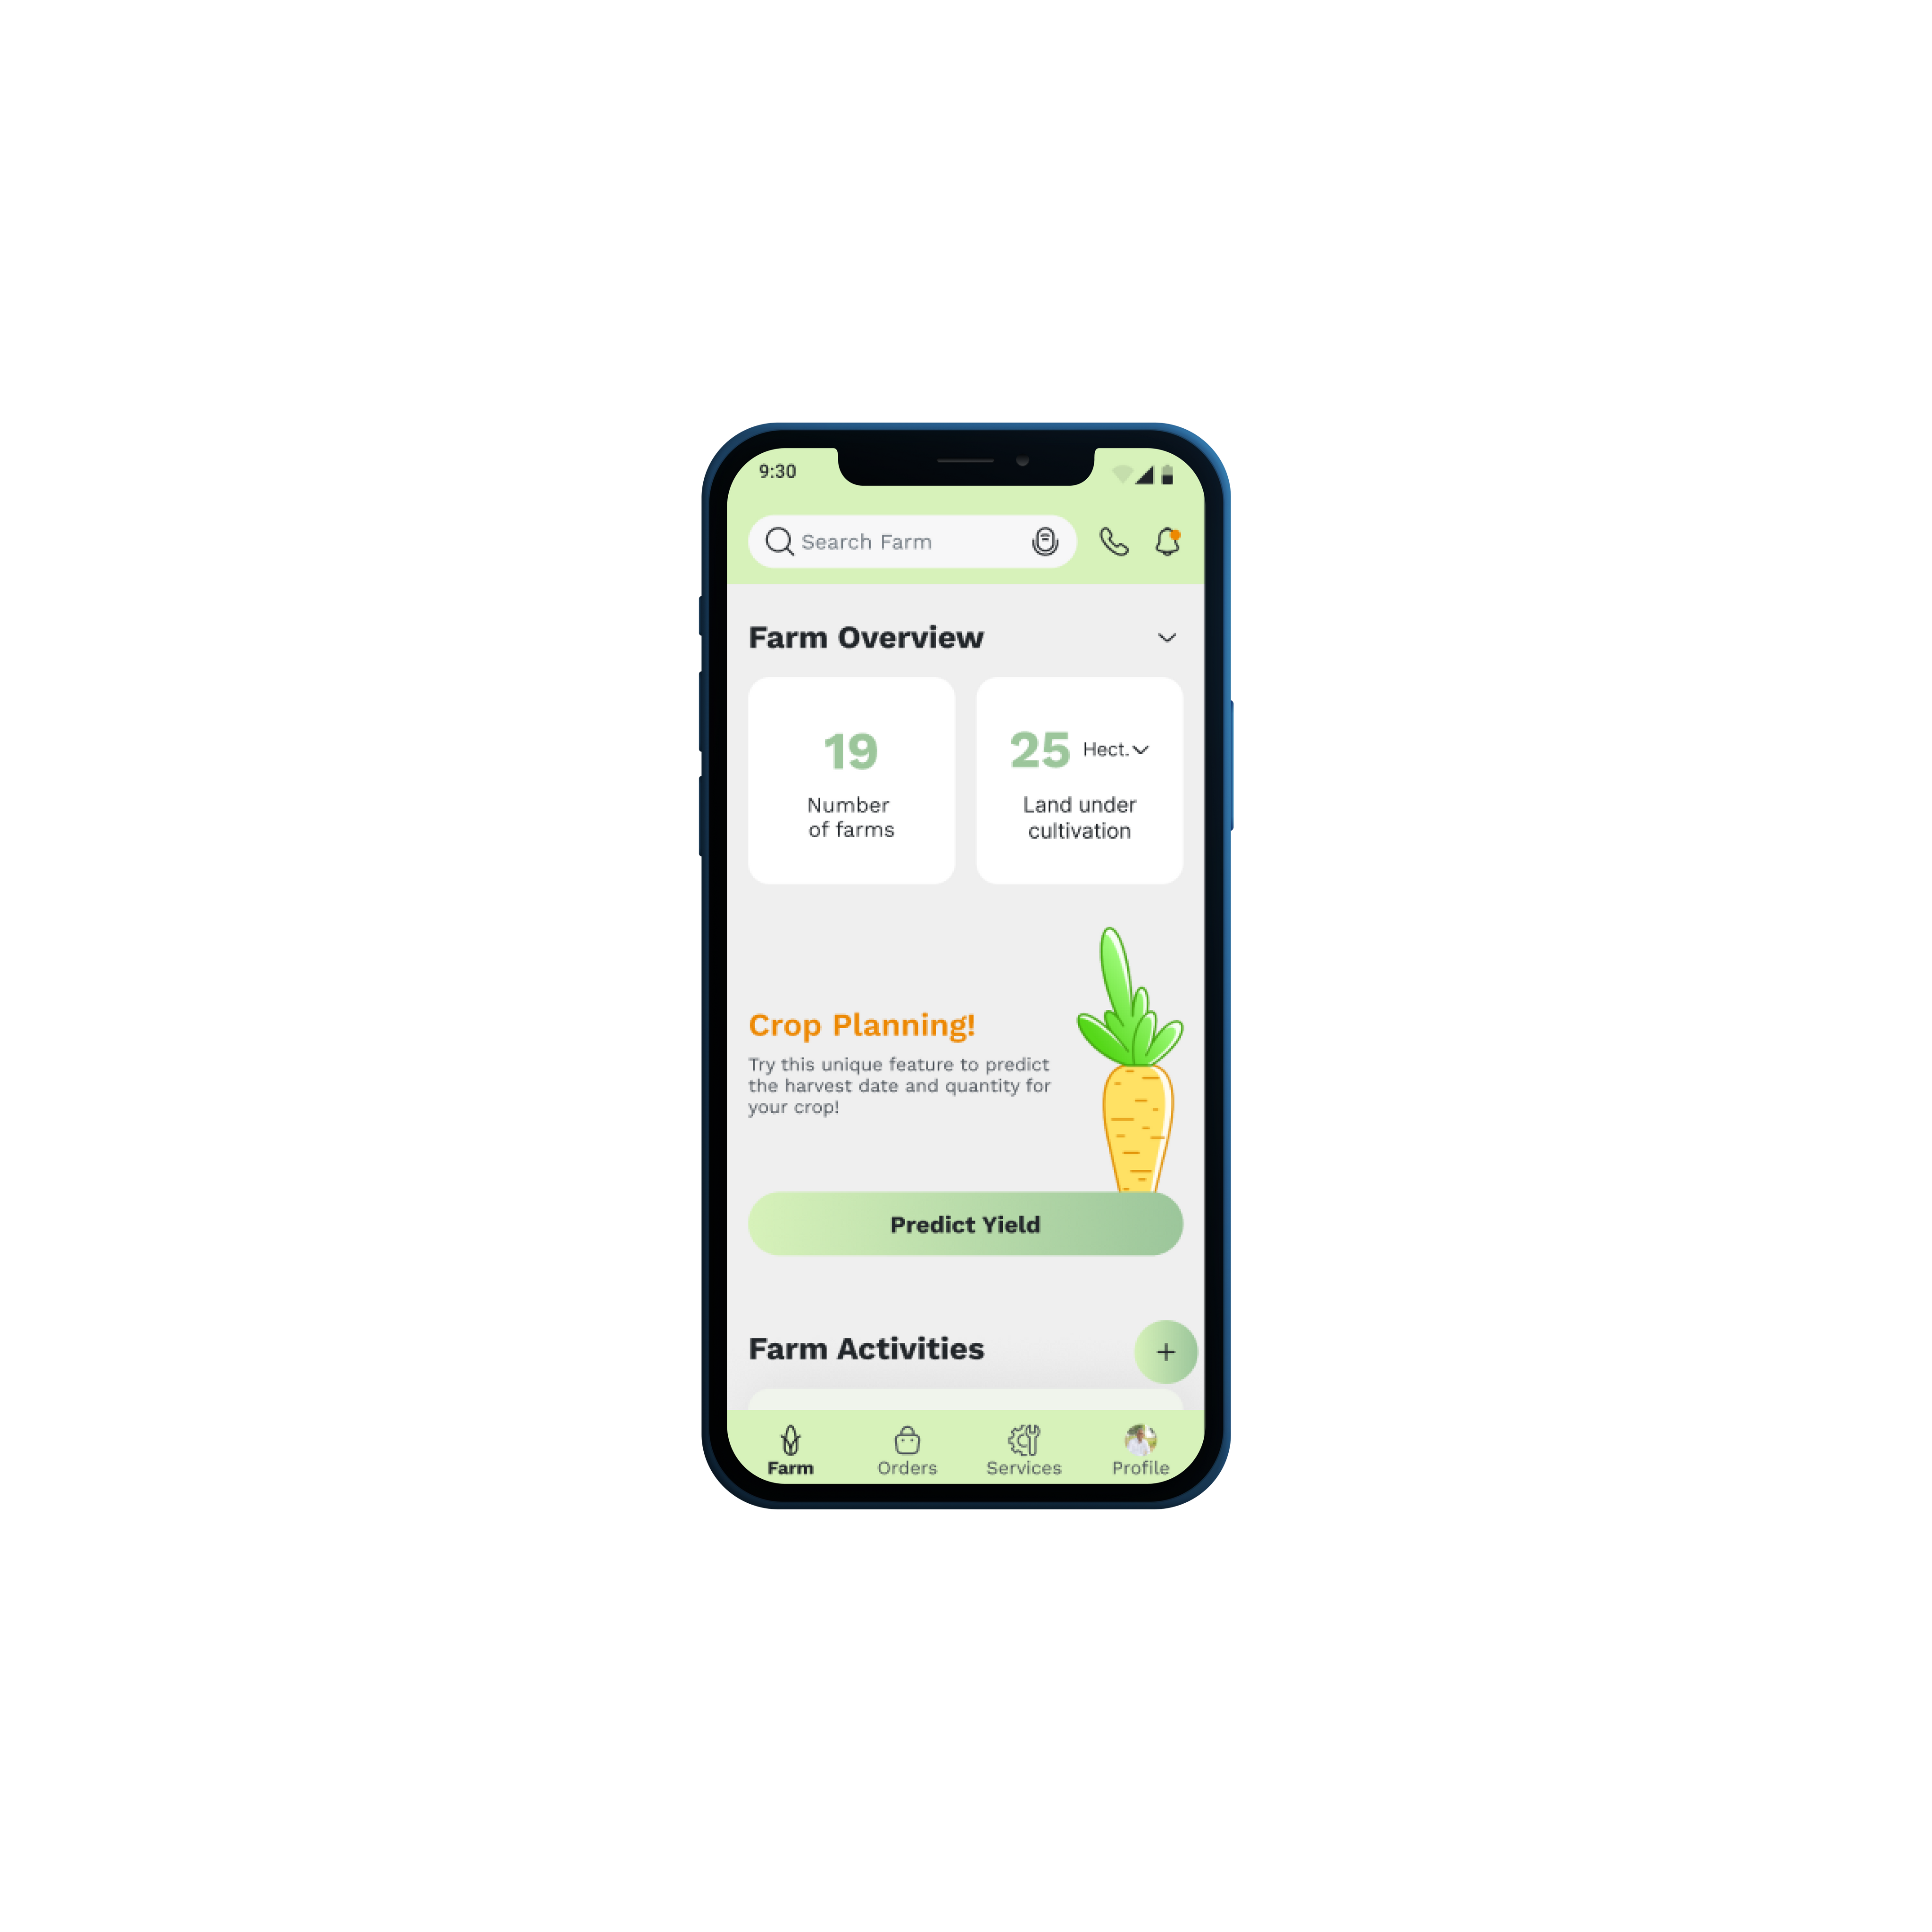 9:30
Search Farm
Farm Overview
19
Number
of farms
25 Hect.
Land under
cultivation
Crop Planning!
Try this unique feature to predict
the harvest date and quantity for
your crop!
Predict Yield
Farm Activities
+
Farm
Orders
Services
Profile